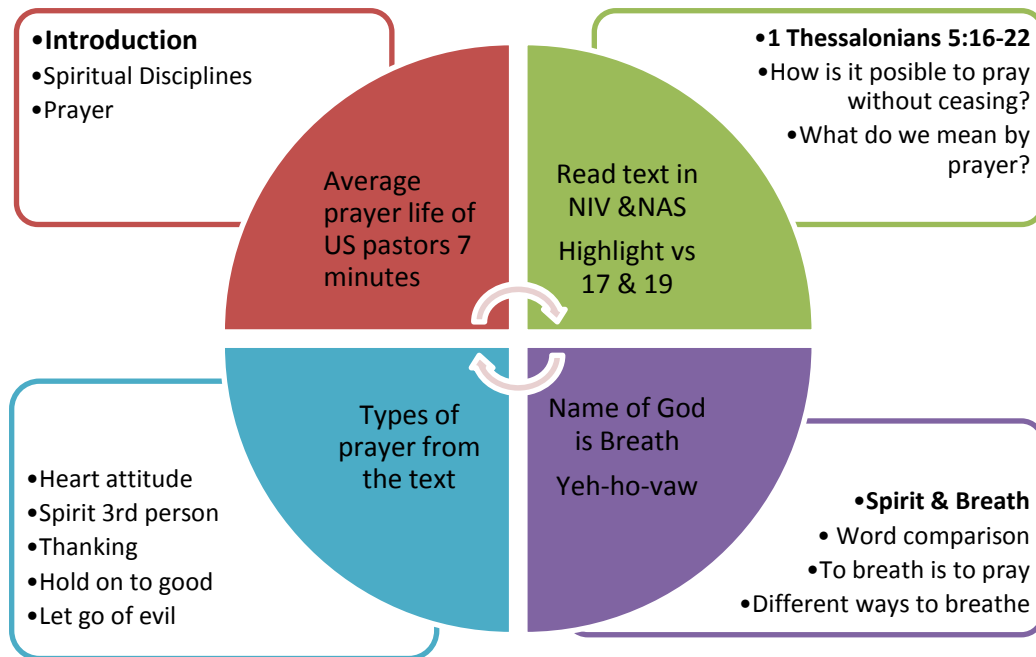 •Introduction
•Spiritual Disciplines
•Prayer
Average
prayer life of
US pastors 7
minutes
•1 Thessalonians 5:16-22
•How is it posible to pray
without ceasing?
•What do we mean by
prayer?
Read text in
NIV &NAS
Highlight vs
17 & 19
Types of
prayer from
the text
•Heart attitude
•Spirit 3rd person
•Thanking
•Hold on to good
•Let go of evil
Name of God
is Breath
Yeh-ho-vaw
•Spirit & Breath
• Word comparison
•To breath is to pray
•Different ways to breathe